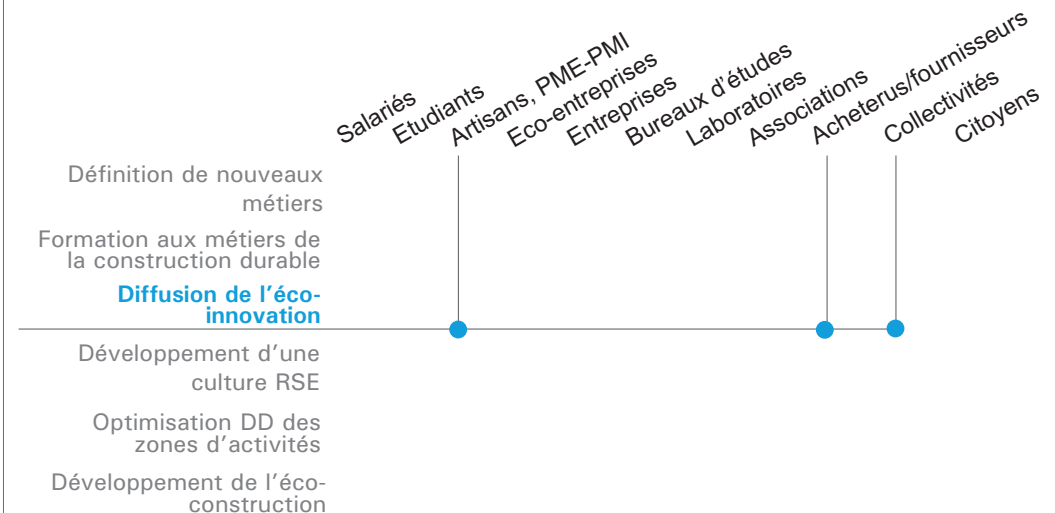 Salariés
Etudiants
Artisans, PME-PMI
Eco-entreprises
Entreprises
Bureaux d'études
Laboratoires
Associations
Acheterus/fournisseurs
Collectivités
Citoyens
Définition de nouveaux
métiers
Formation aux métiers de
la construction durable
Diffusion de l'éco-
innovation
Développement d'une
culture RSE
Optimisation DD des
zones d'activités
Développement de l'éco-
construction